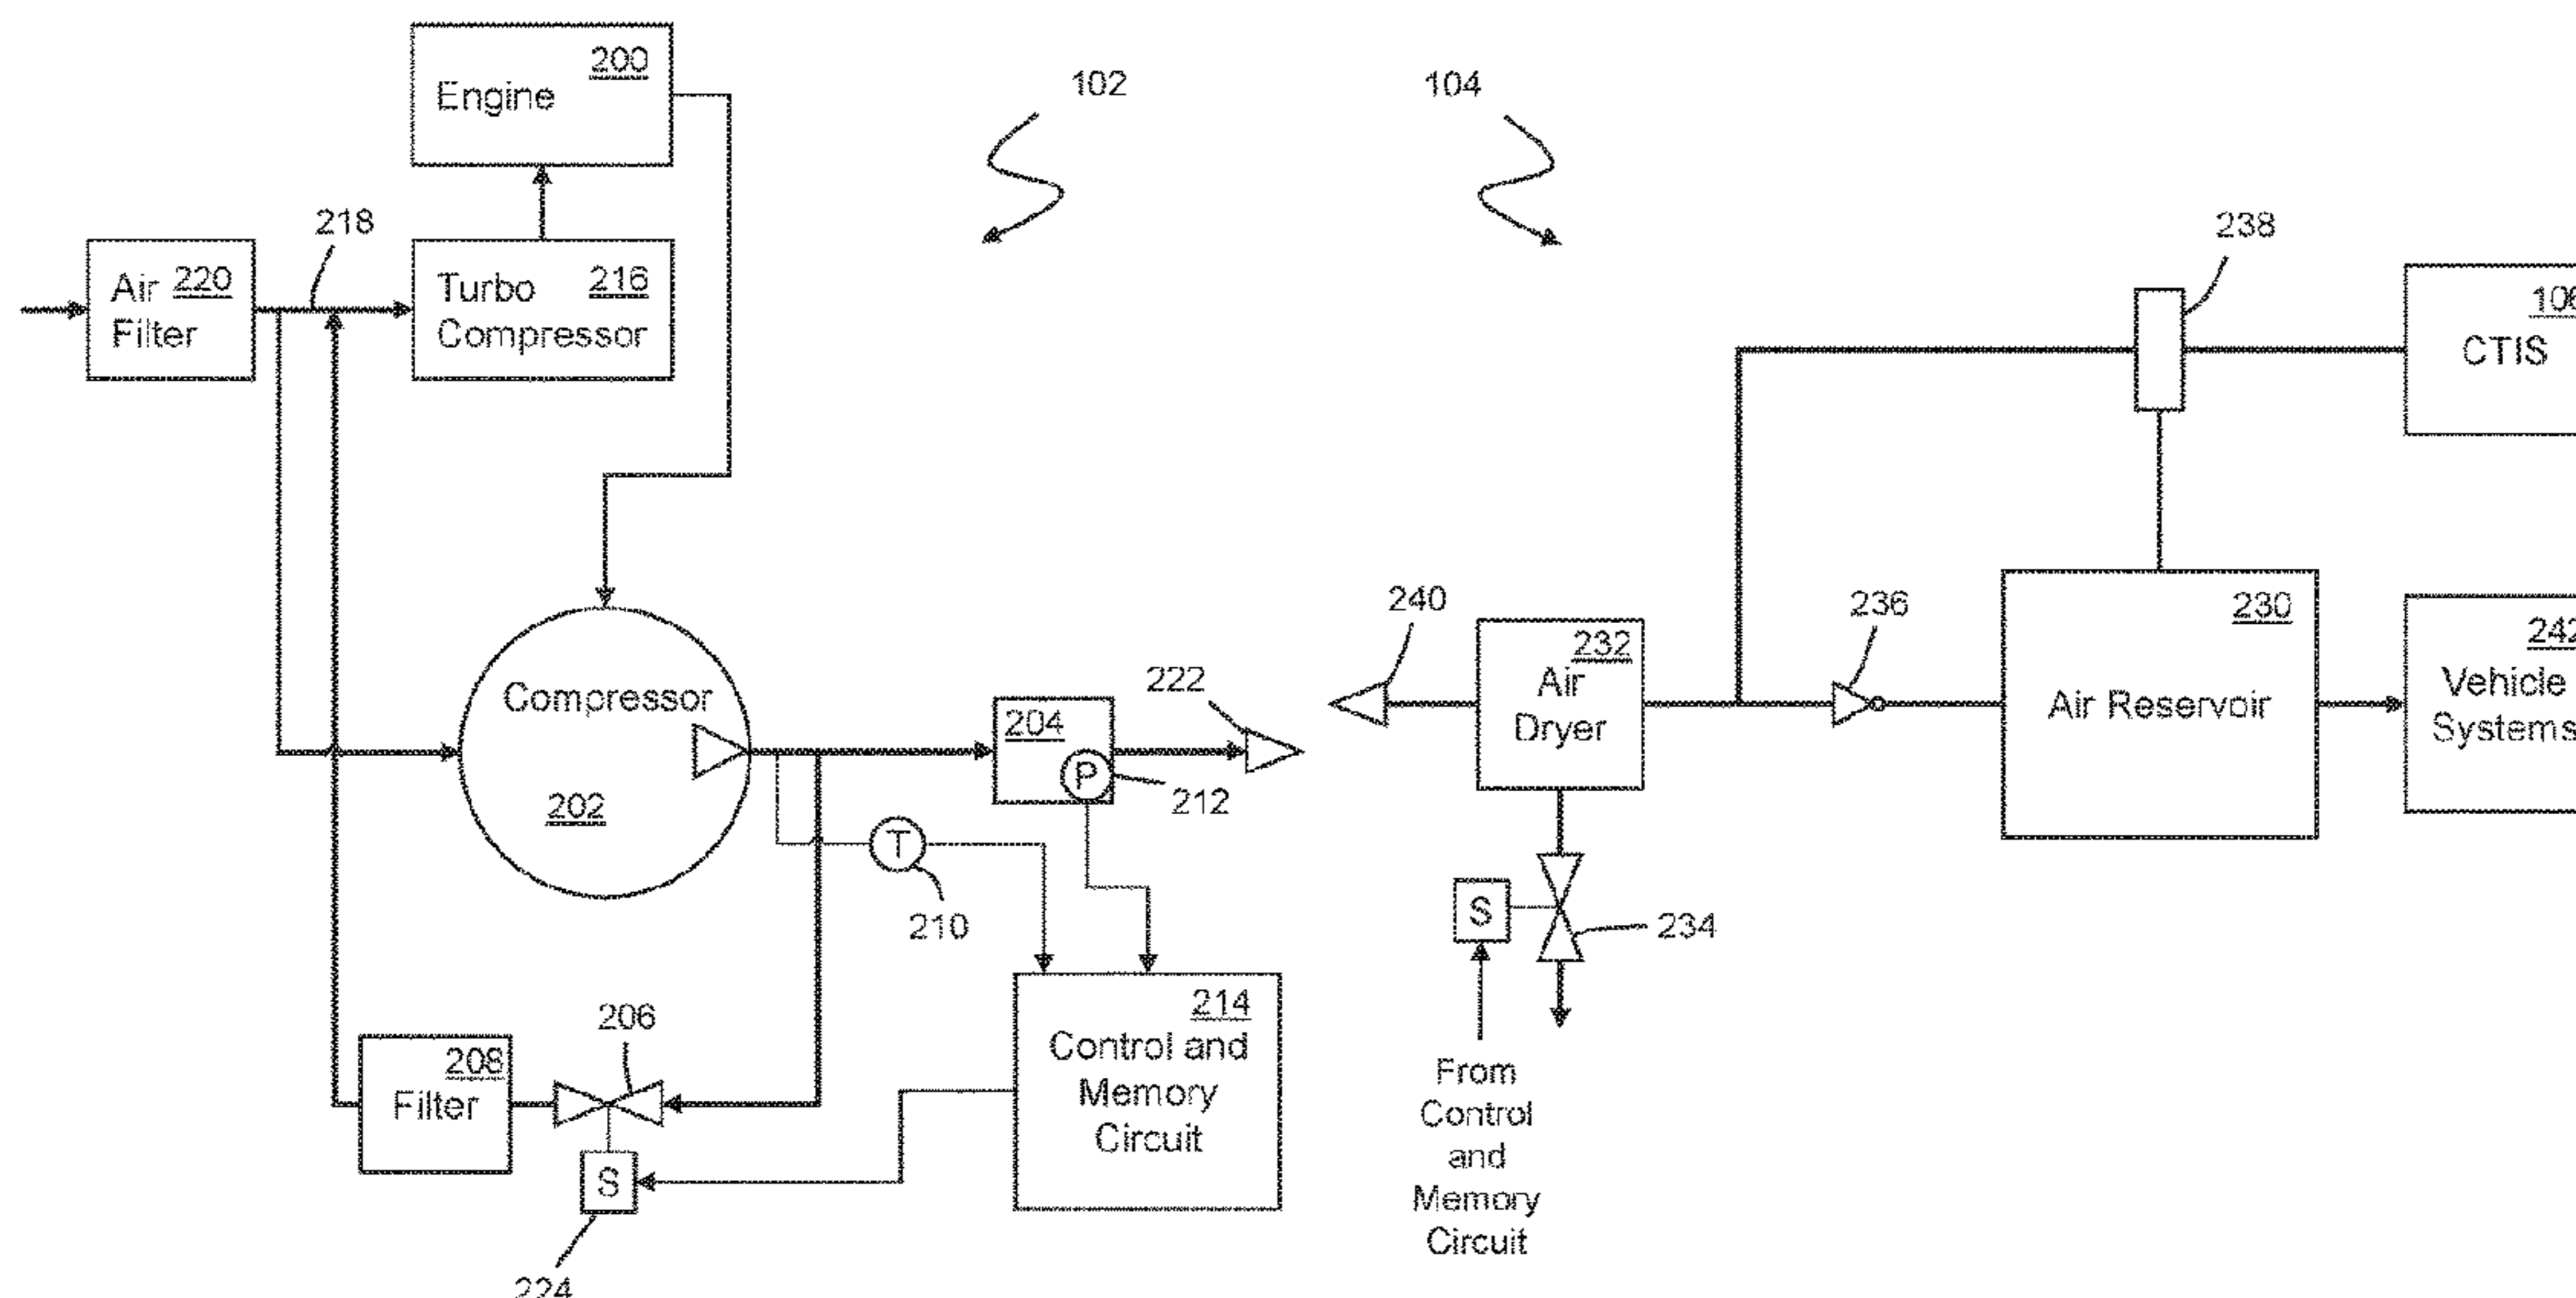 200
Engine
102
104
218
238
Air 220
Filter
Turbo 216
Compressor
106
CTIS
240
236
230
232
Air
Dryer
Air Reservoir
242
Vehicle
Systems
222
Compressor
202
204
P
212
T
210
S
234
206
214
Control and
Memory
Circuit
208
Filter
S
224
From
Control
and
Memory
Circuit